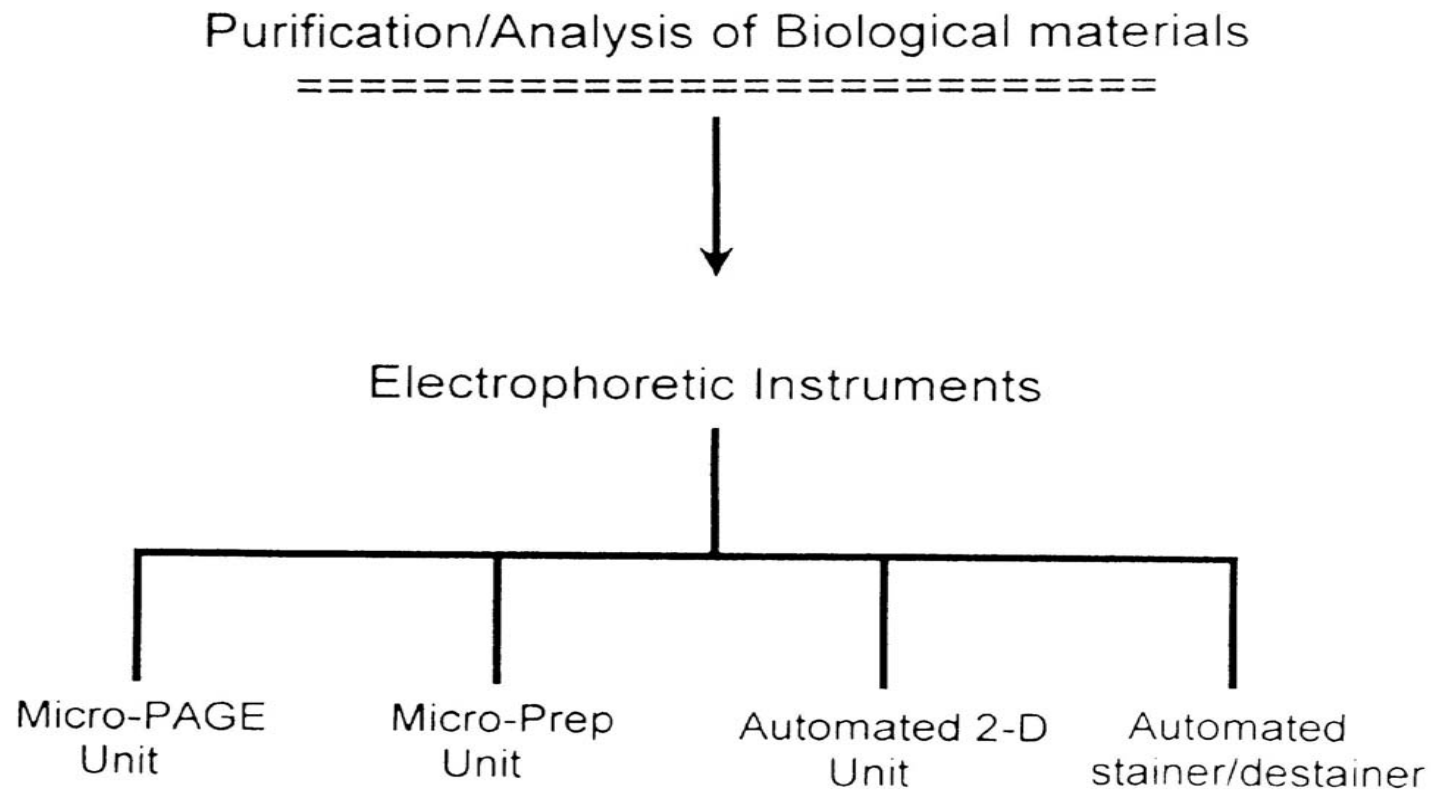 Purification/Analysis of Biological materials
============================
Electrophoretic Instruments
Micro-PAGE
Unit
Micro-Prep
Unit
Automated 2-D
Unit
Automated
stainer/destainer